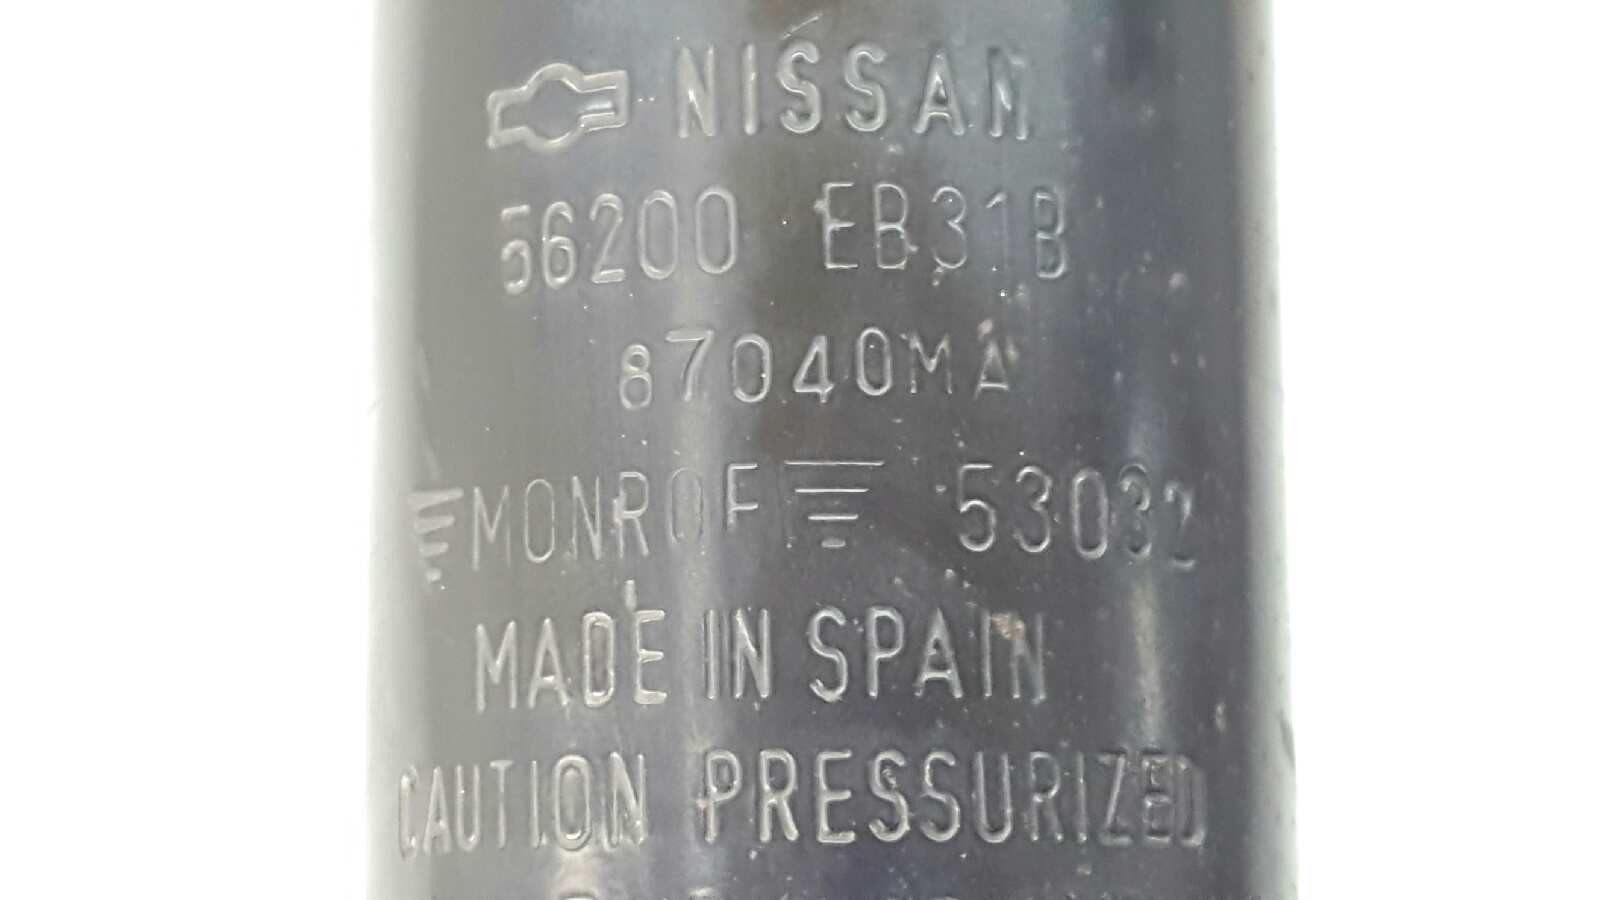 NISSAN
56200 EB31B
87040MA
MONROE 53032
MADE IN SPAIN
CAUTION PRESSURIZED